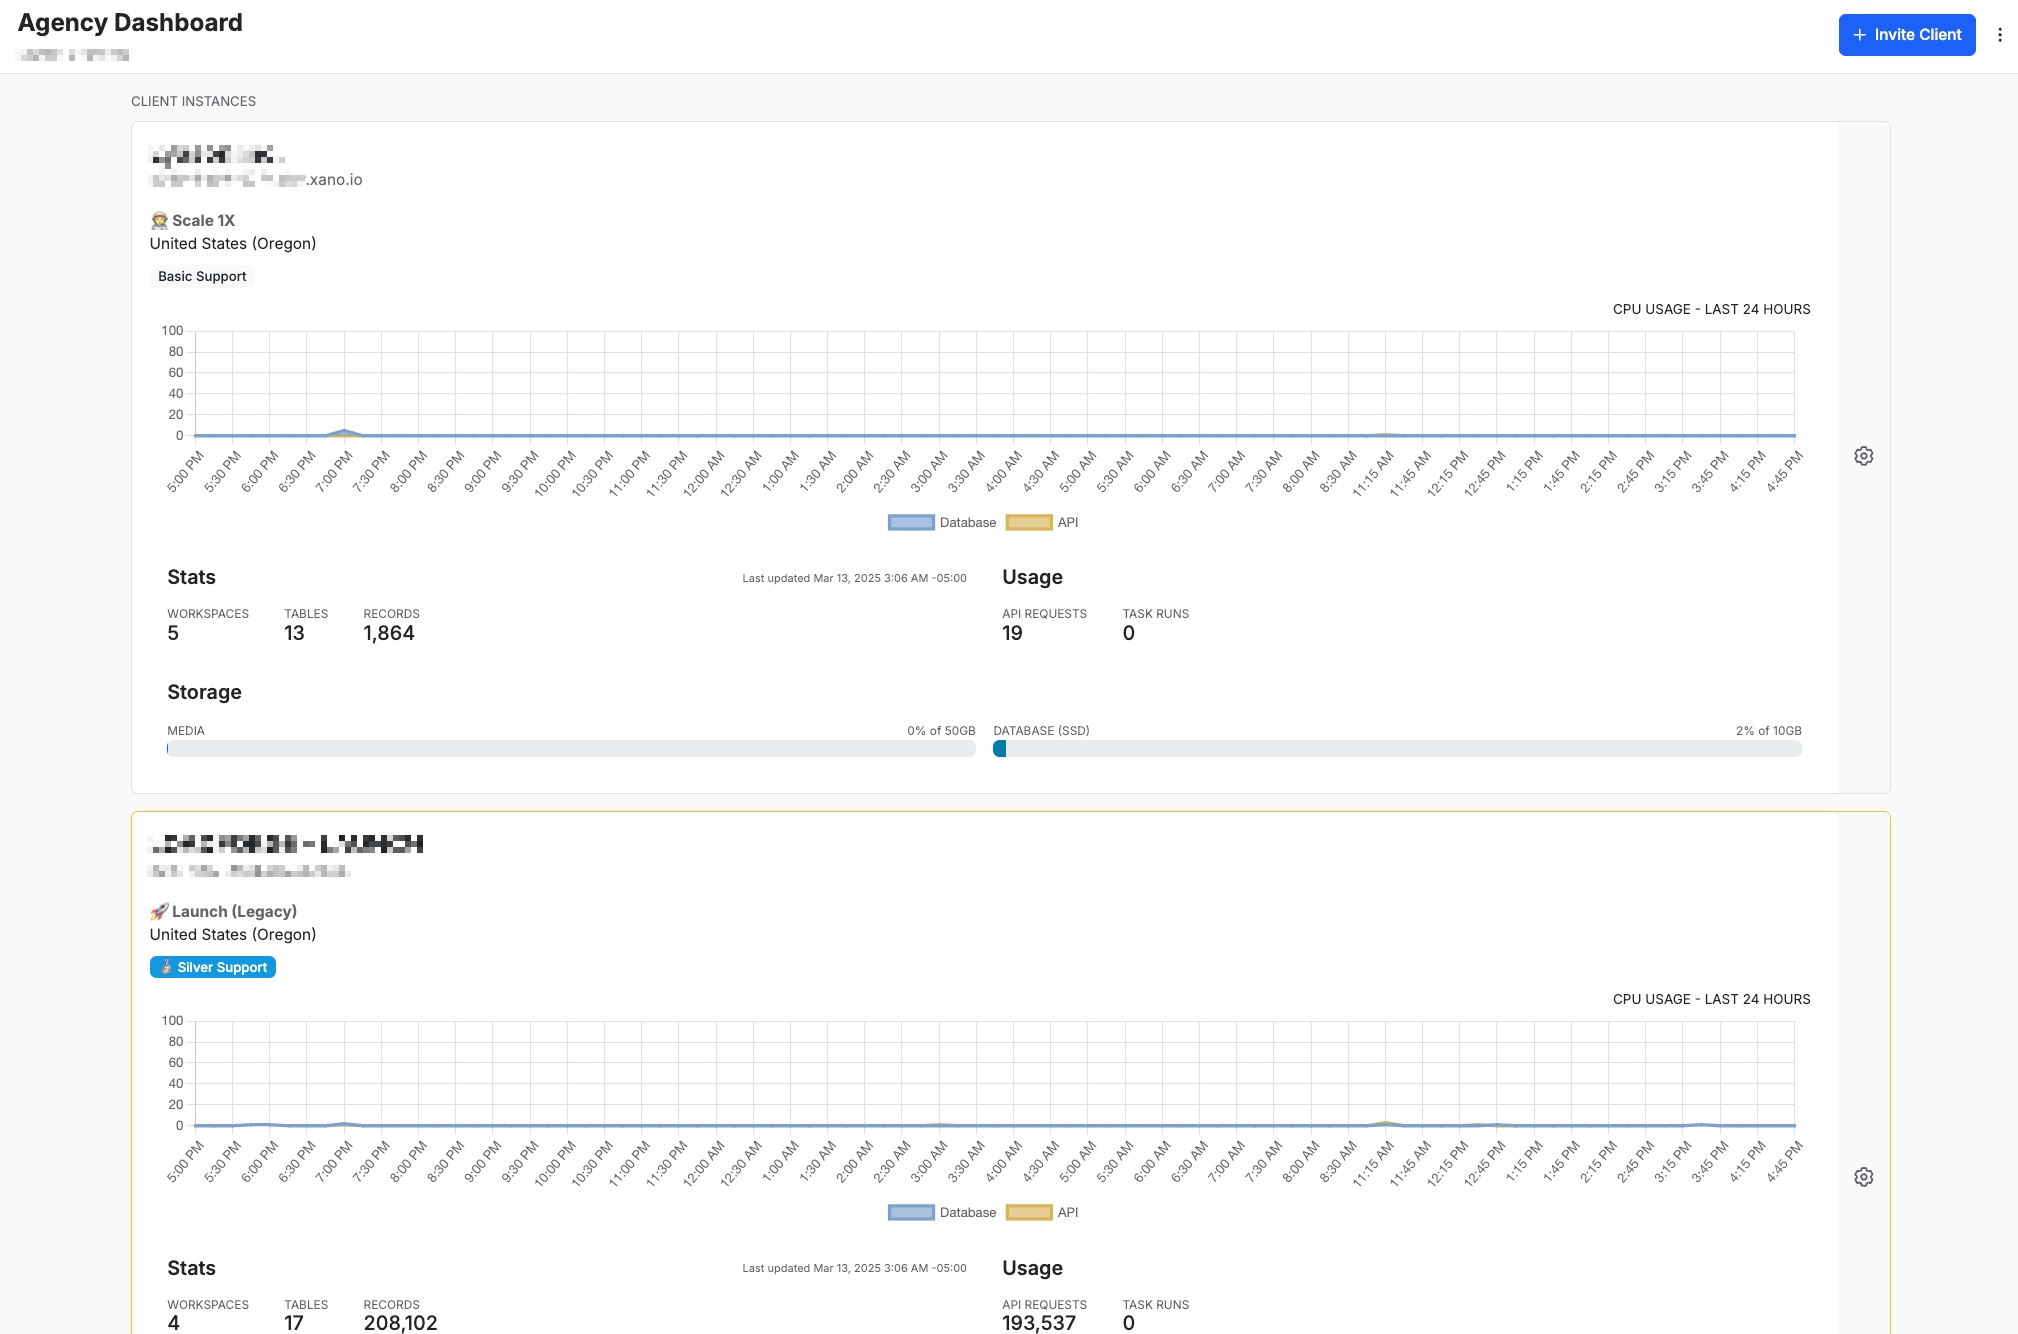 Agency Dashboard
+ Invite Client
CLIENT INSTANCES
.xano.io
Scale 1X
United States (Oregon)
Basic Support
CPU USAGE - LAST 24 HOURS
100
80
60
40
20
0
5:00 PM 5:30 PM 6:00 PM 6:30 PM 7:00 PM 7:30 PM 8:00 PM 8:30 PM 9:00 PM 9:30 PM 10:00 PM 10:30 PM 11:00 PM 11:30 PM 12:00 AM 12:30 AM 1:00 AM 1:30 AM 2:00 AM 2:30 AM 3:00 AM 3:30 AM 4:00 AM 4:30 AM 5:00 AM 5:30 AM 6:00 AM 6:30 AM 7:00 AM 7:30 AM 8:00 AM 8:30 AM 11:15 AM 11:45 AM 12:15 PM 12:45 PM 1:15 PM 1:45 PM 2:15 PM 2:45 PM 3:15 PM 3:45 PM 4:15 PM 4:45 PM
Database API
Stats Last updated Mar 13, 2025 3:06 AM -05:00 Usage
WORKSPACES TABLES RECORDS API REQUESTS TASK RUNS
5 13 1,864 19 0
Storage
MEDIA 0% of 50GB DATABASE (SSD) 2% of 10GB
Launch (Legacy)
United States (Oregon)
Silver Support
CPU USAGE - LAST 24 HOURS
100
80
60
40
20
0
5:00 PM 5:30 PM 6:00 PM 6:30 PM 7:00 PM 7:30 PM 8:00 PM 8:30 PM 9:00 PM 9:30 PM 10:00 PM 10:30 PM 11:00 PM 11:30 PM 12:00 AM 12:30 AM 1:00 AM 1:30 AM 2:00 AM 2:30 AM 3:00 AM 3:30 AM 4:00 AM 4:30 AM 5:00 AM 5:30 AM 6:00 AM 6:30 AM 7:00 AM 7:30 AM 8:00 AM 8:30 AM 11:15 AM 11:45 AM 12:15 PM 12:45 PM 1:15 PM 1:45 PM 2:15 PM 2:45 PM 3:15 PM 3:45 PM 4:15 PM 4:45 PM
Database API
Stats Last updated Mar 13, 2025 3:06 AM -05:00 Usage
WORKSPACES TABLES RECORDS API REQUESTS TASK RUNS
4 17 208,102 193,537 0